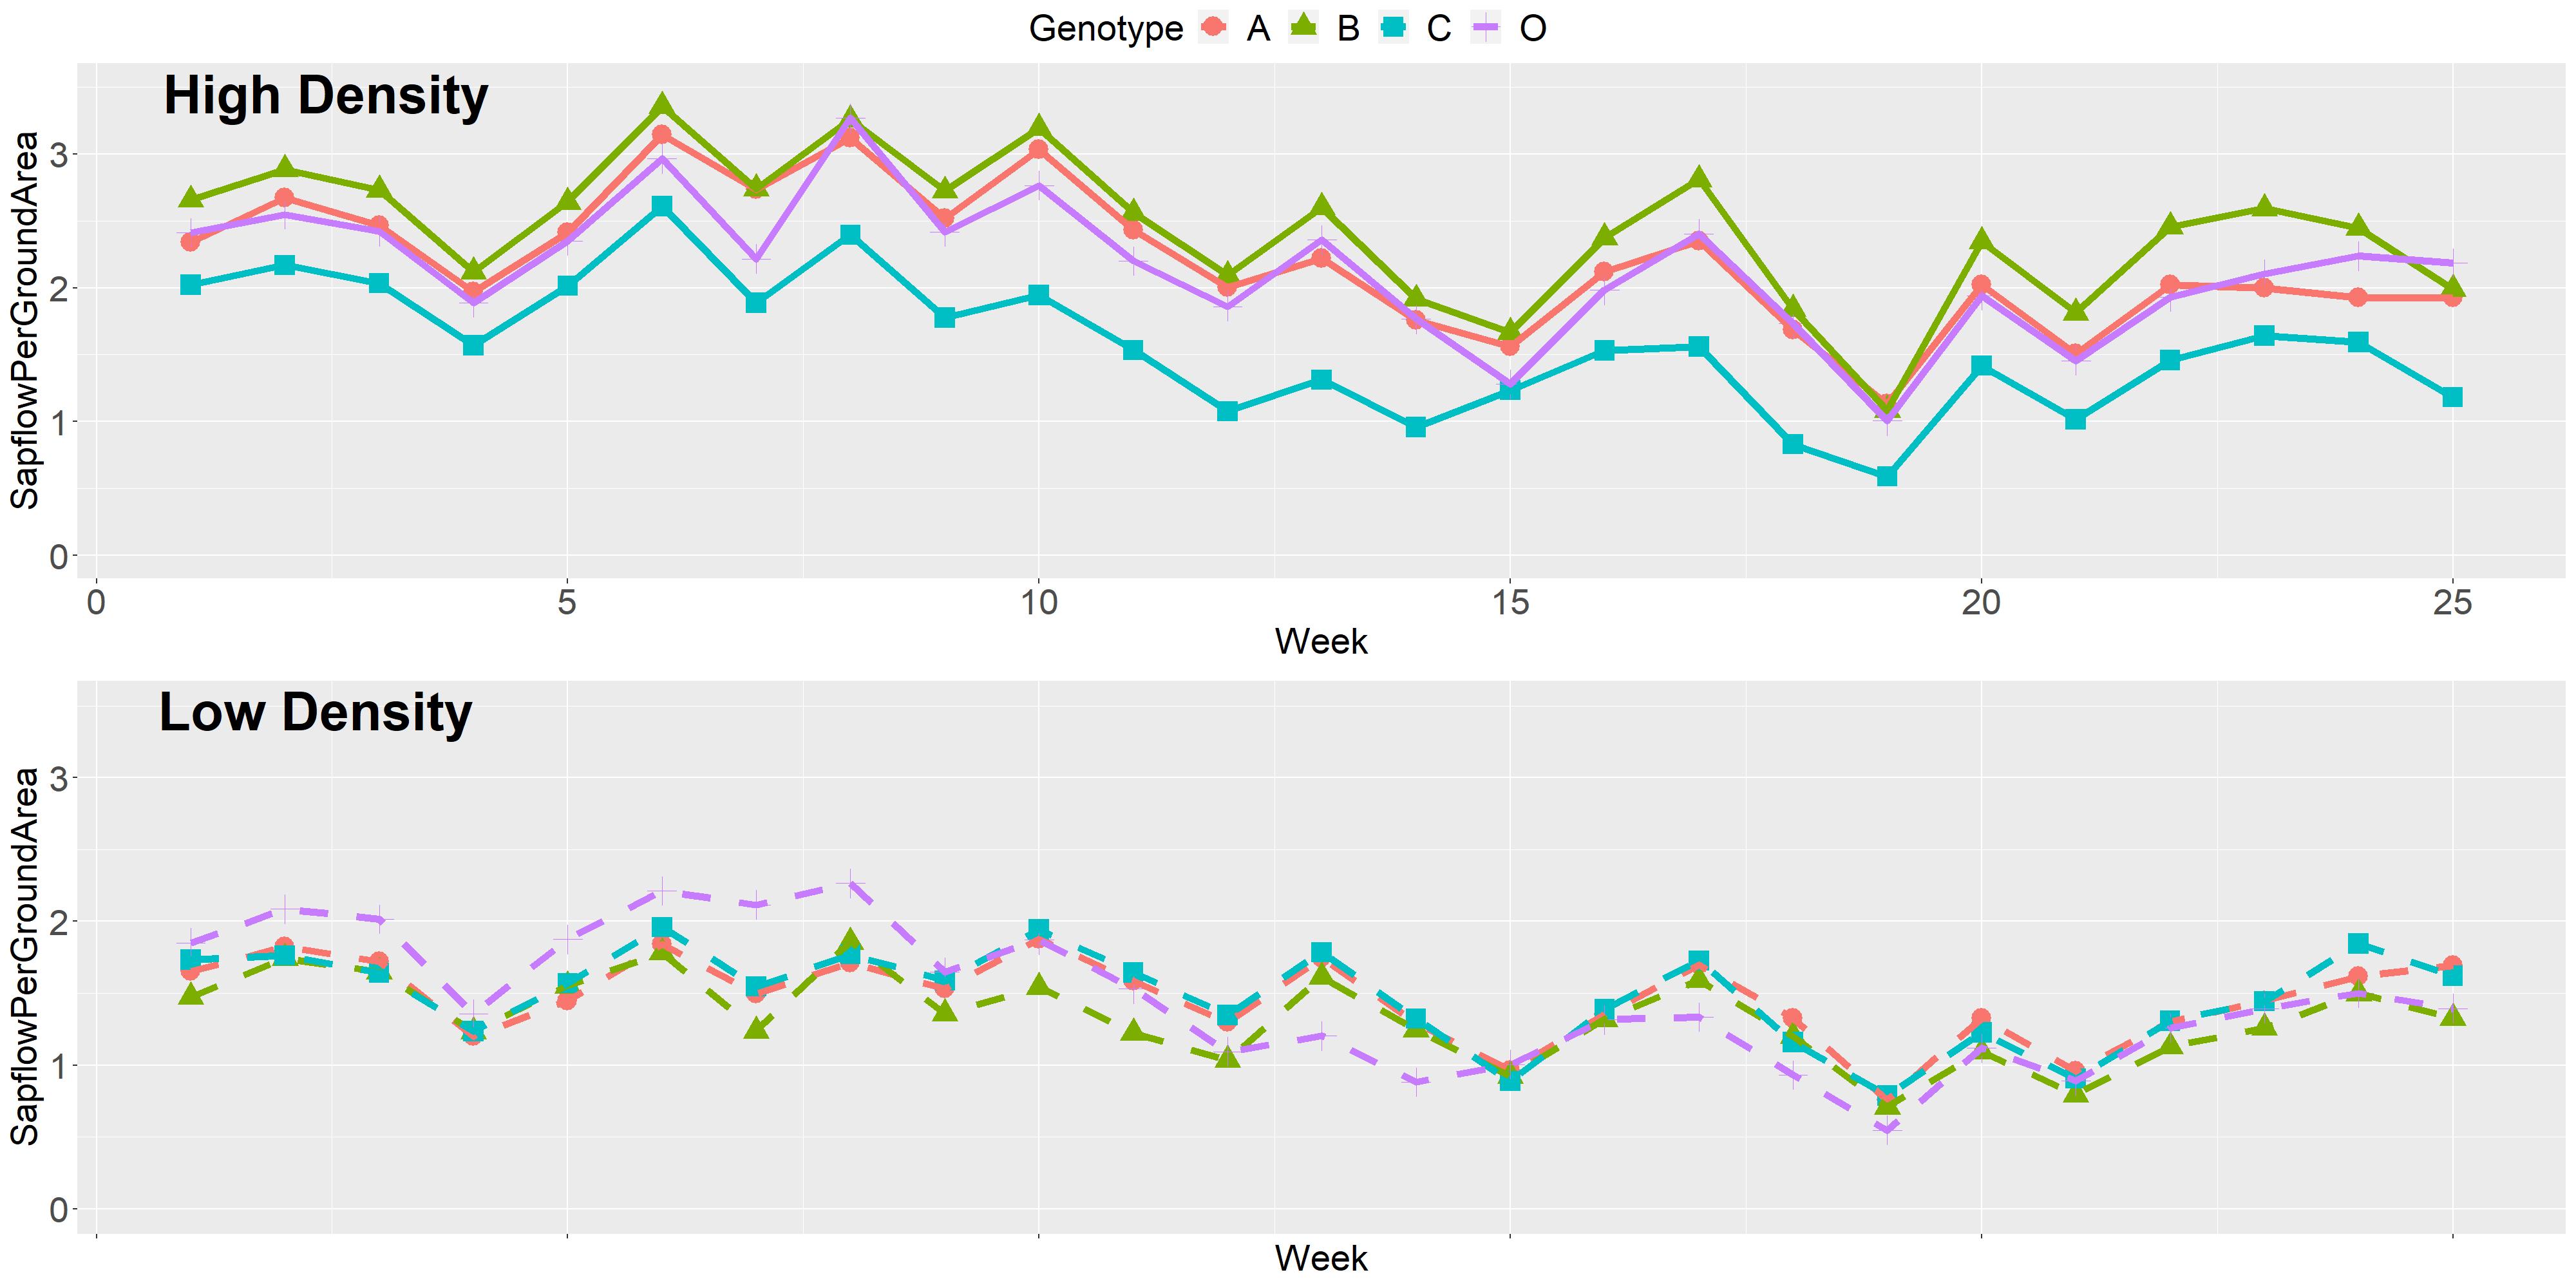 Genotype A B C O
High Density
SapflowPerGroundArea
3
2
1
0
0 5 10 15 20 25
Week
Low Density
SapflowPerGroundArea
3
2
1
0
Week